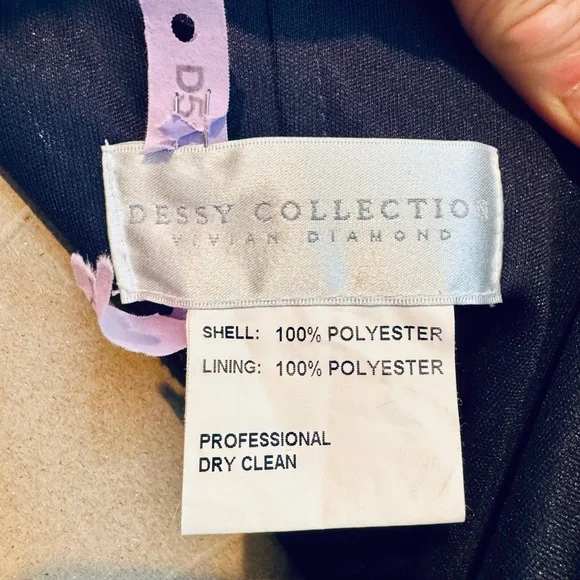 D5
DESSY COLLECTION
VIVIAN DIAMOND
SHELL: 100% POLYESTER
LINING: 100% POLYESTER
PROFESSIONAL
DRY CLEAN